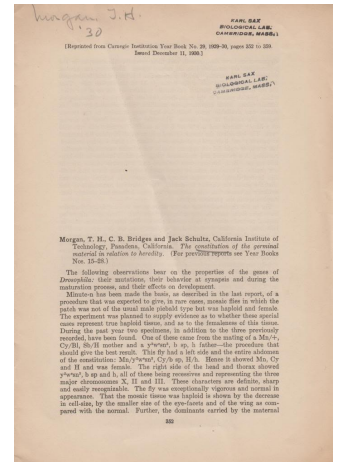 Morgan, T.H.
'30
KARL SAX
BIOLOGICAL LAB.
CAMBRIDGE, MASS.
[Reprinted from Carnegie Institution Year Book No. 29, 1929-30, pages 352 to 359.
Issued December 11, 1930.]
KARL SAX
BIOLOGICAL LAB.
CAMBRIDGE, MASS.
Morgan, T. H., C. B. Bridges and Jack Schultz, California Institute of
Technology, Pasadena, California. The constitution of the germinal
material in relation to heredity. (For previous reports see Year Books
Nos. 15-28.)
The following observations bear on the properties of the genes of
Drosophila; their mutations, their behavior at synapsis and during the
maturation process, and their effects on development.
Minute-n has been made the basis, as described in the last report, of a
procedure that was expected to give, in rare cases, mosaic flies in which the
patch was not of the usual male piebald type but was haploid and female.
The experiment was planned to supply evidence as to whether these special
cases represent true haploid tissue, and as to the femaleness of this tissue.
During the past year two specimens, in addition to the three previously
recorded, have been found. One of these came from the mating of a Mn/+,
Cy/Bl, Sb/H mother and a sn³, b sp, father—the procedure that
should give the best result. This fly had a left side and the entire abdomen
of the constitution: sn³, Cy/b sp, H/h. Hence it showed Mn, Cy
and H and was female. The right side of the head and thorax showed
sn³, b sp and h, all of these being recessives and representing the three
major chromosomes X, II and III. These characters are definite, sharp
and easily recognizable. The fly was exceptionally vigorous and normal in
appearance. That the mosaic tissue was haploid is shown by the decrease
in cell-size, by the smaller size of the eye-facets and of the wing as com-
pared with the normal. Further, the dominants carried by the maternal
352